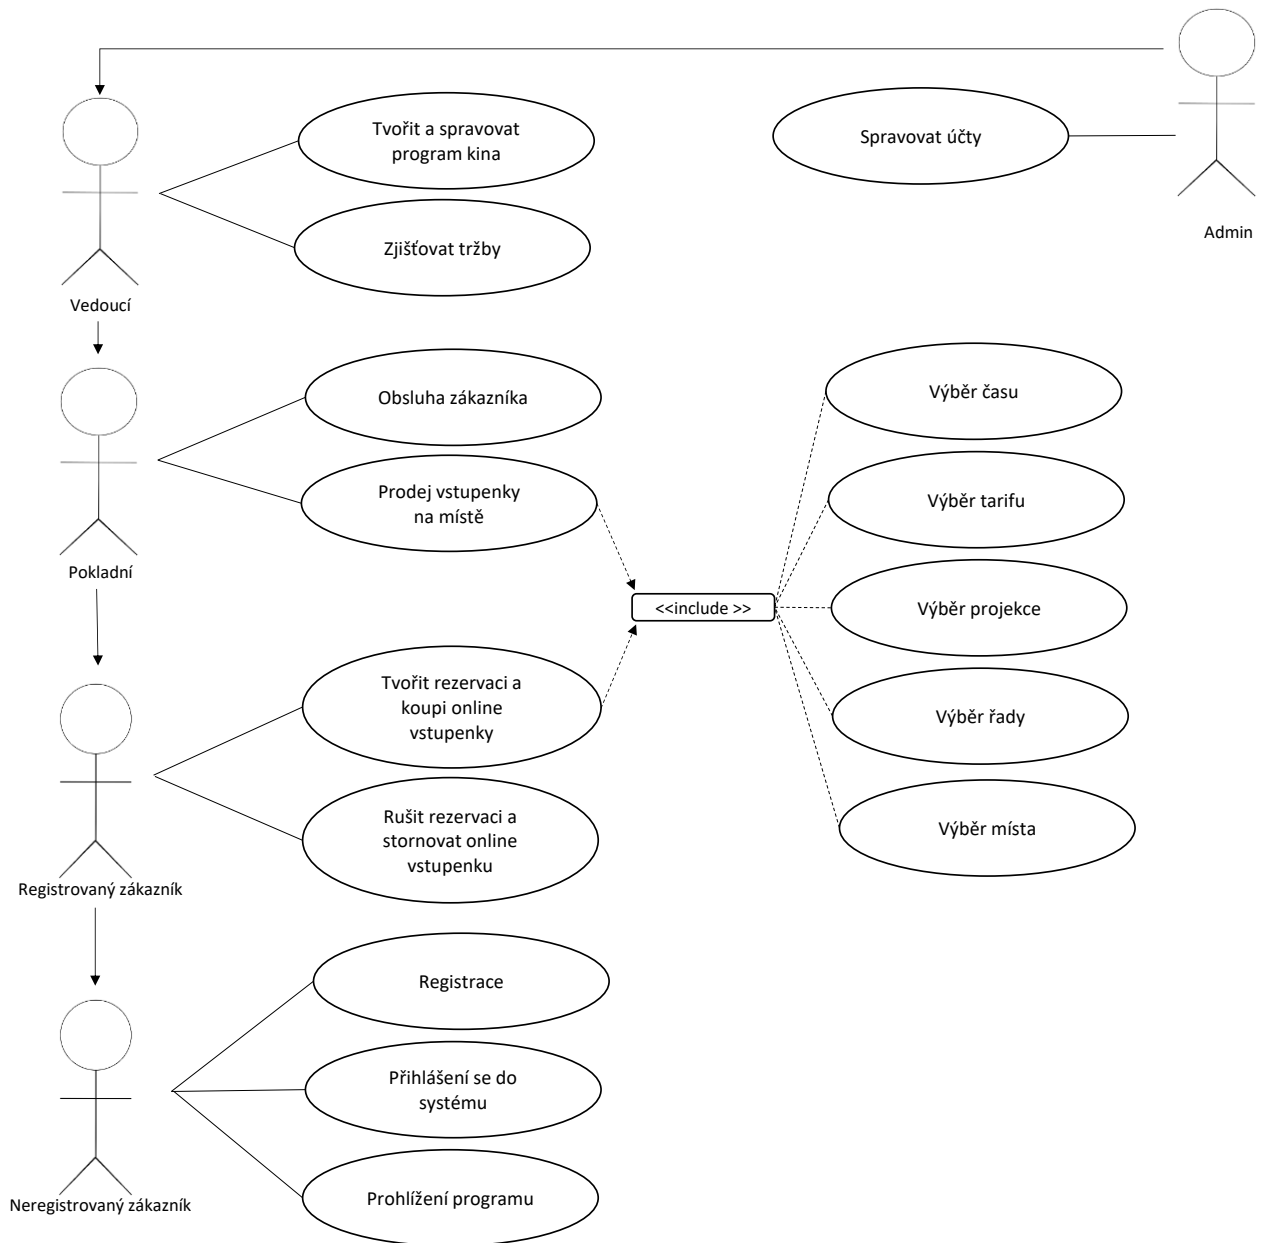 Tvořit a spravovat
program kina
Spravovat účty
Admin
Zjišťovat tržby
Vedoucí
Obsluha zákazníka
Výběr času
Prodej vstupenky
na místě
Výběr tarifu
Pokladní
<<include >>
Výběr projekce
Tvořit rezervaci a
koupi online
vstupenky
Výběr řady
Rušit rezervaci a
stornovat online
vstupenku
Výběr místa
Registrovaný zákazník
Registrace
Přihlášení se do
systému
Prohlížení programu
Neregistrovaný zákazník